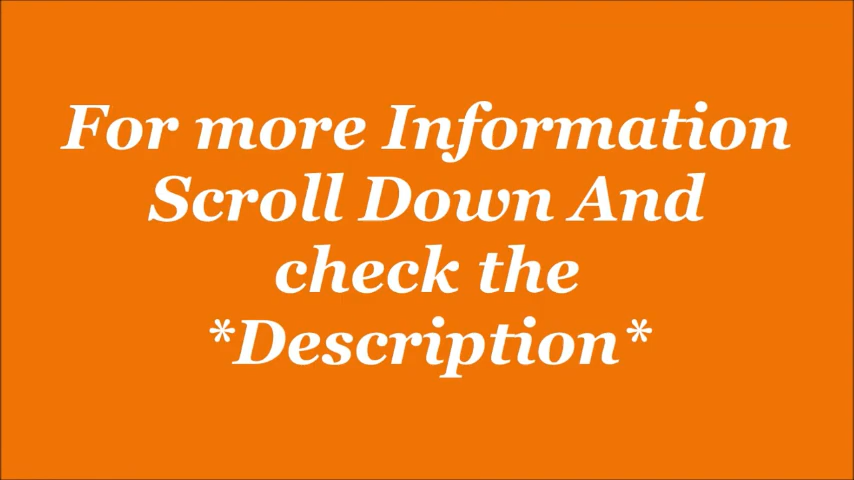 For more Information
Scroll Down And
check the
*Description*